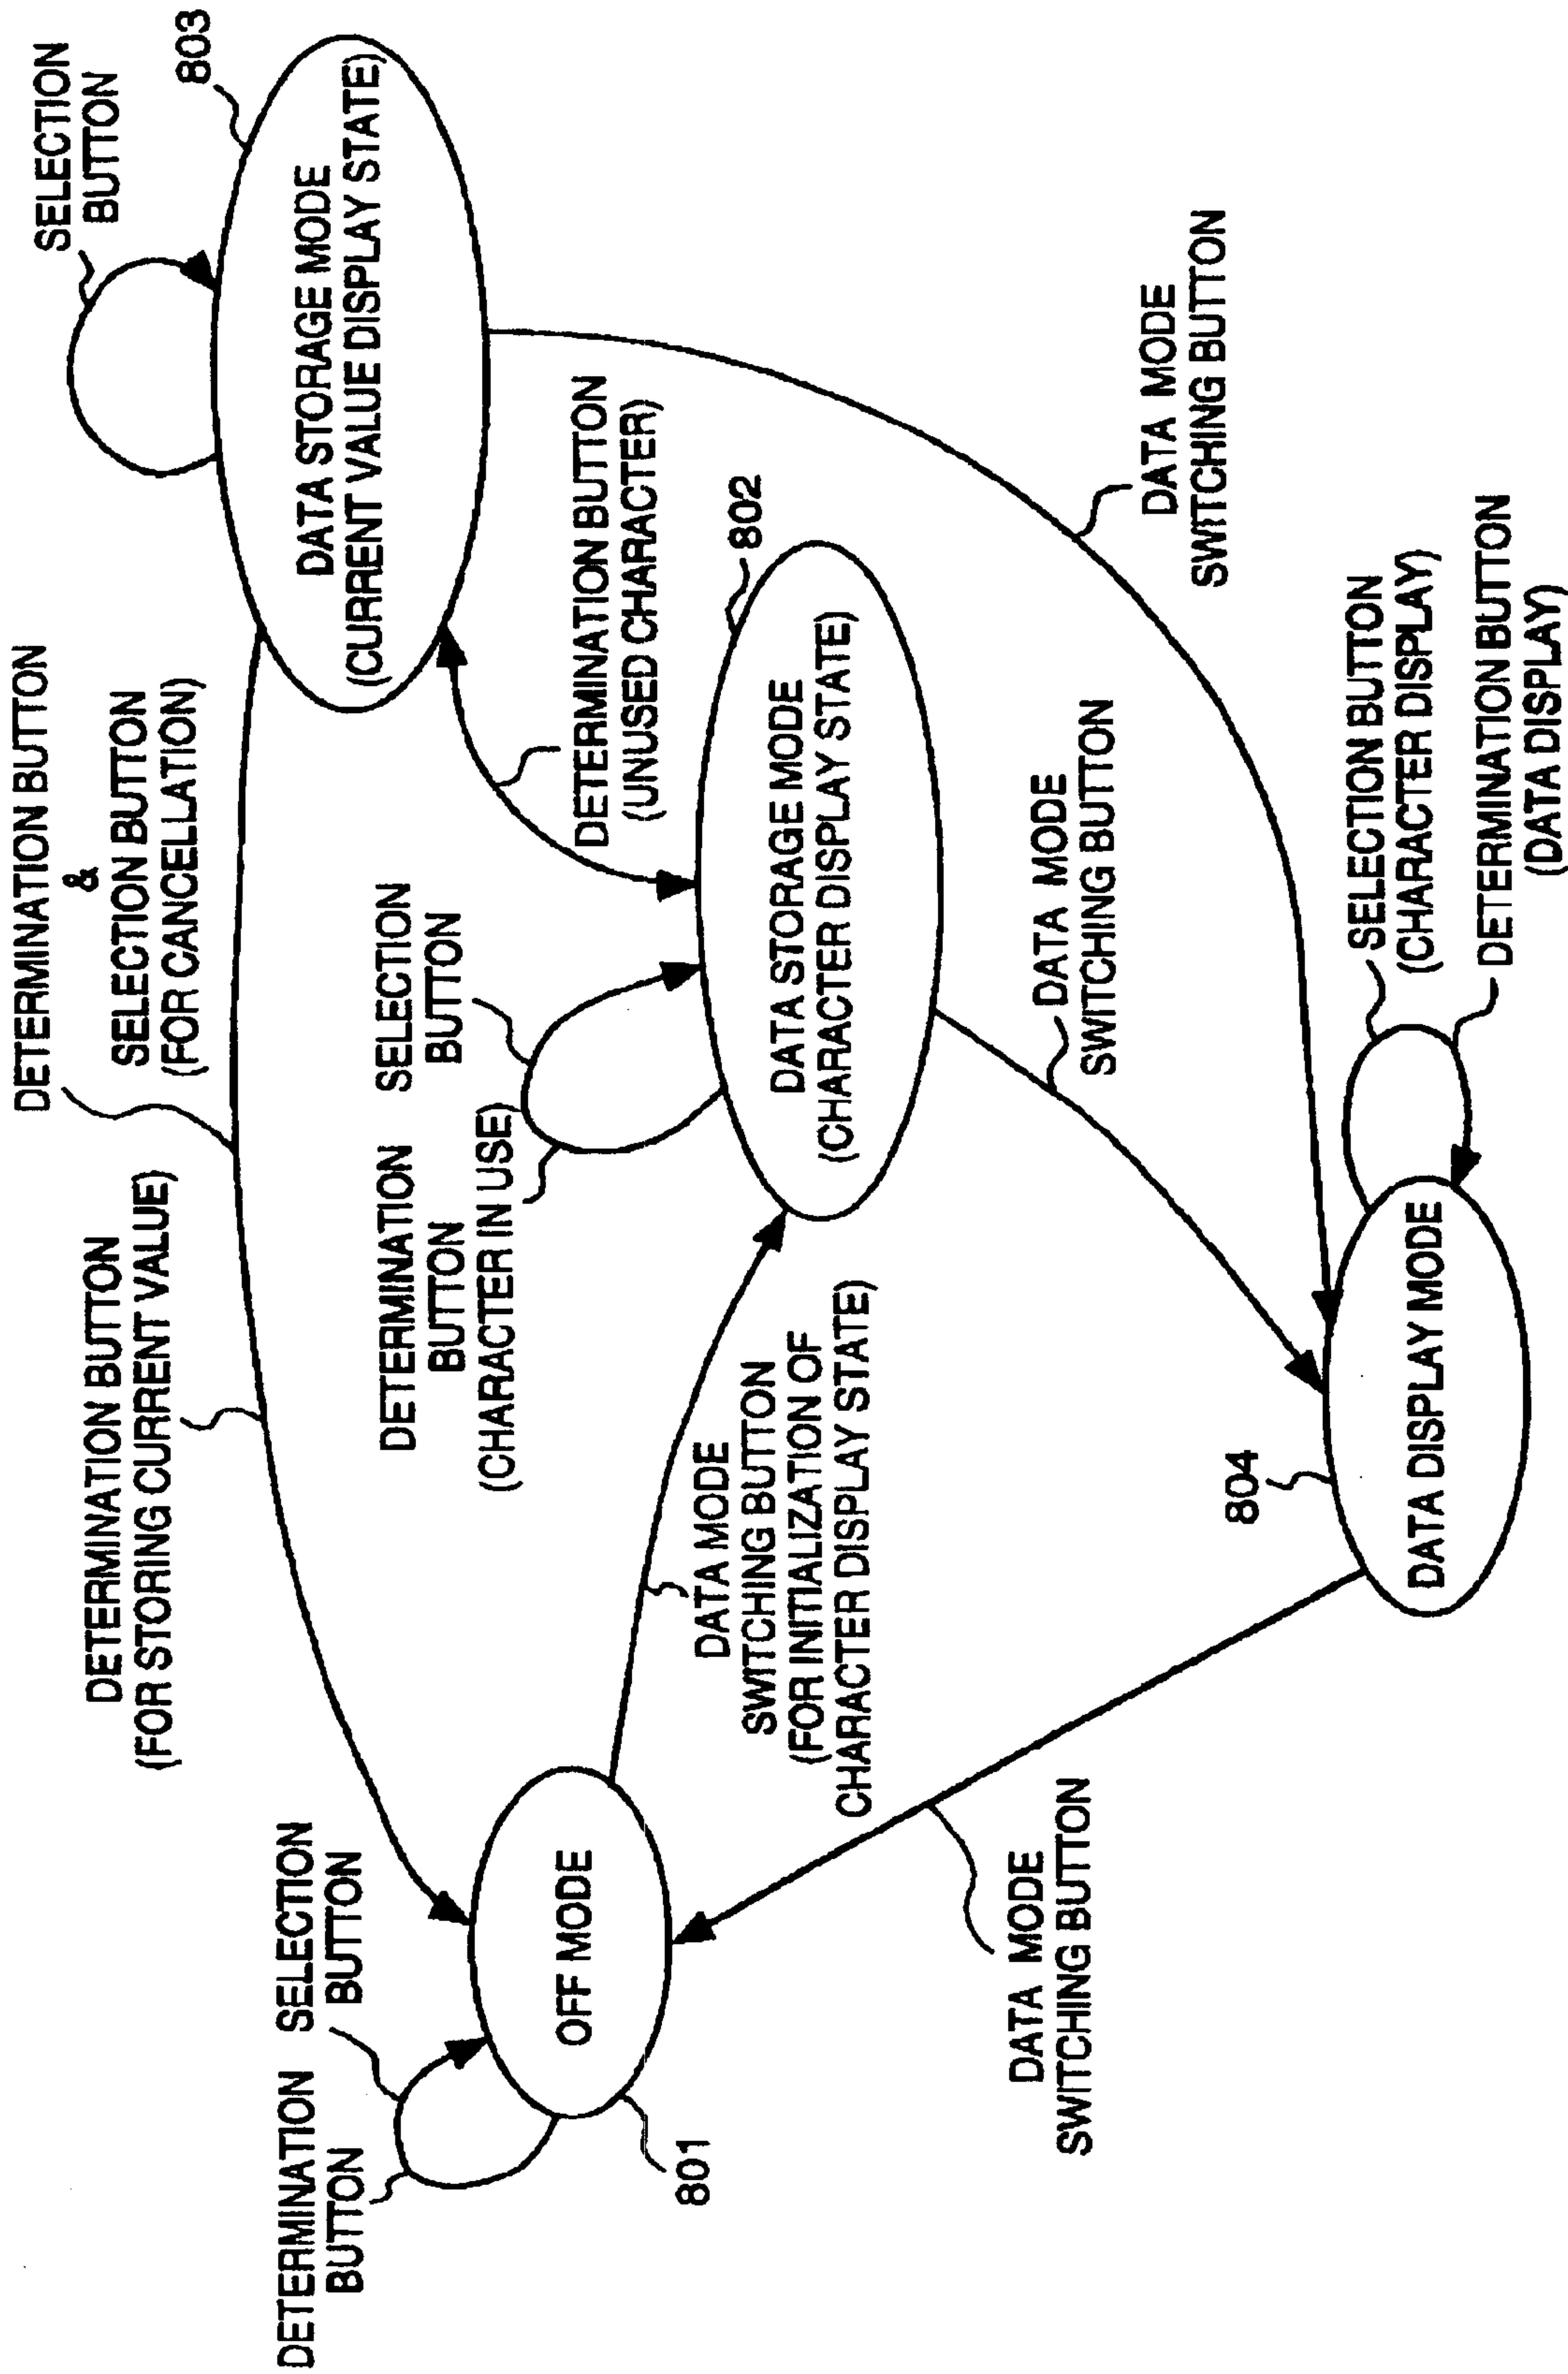 DETERMINATION BUTTON
&
SELECTION BUTTON
(FOR CANCELLATION)
SELECTION
BUTTON
803
DETERMINATION BUTTON
(FOR STORING CURRENT VALUE)
DATA STORAGE MODE
(CURRENT VALUE DISPLAY STATE)
DETERMINATION
BUTTON
SELECTION
BUTTON
DETERMINATION
BUTTON
(CHARACTER IN USE)
SELECTION
BUTTON
DETERMINATION BUTTON
(UNUSED CHARACTER)
802
OFF MODE
801
DATA MODE
SWITCHING BUTTON
(FOR INITIALIZATION OF
CHARACTER DISPLAY STATE)
DATA STORAGE MODE
(CHARACTER DISPLAY STATE)
DATA MODE
SWITCHING BUTTON
DATA MODE
SWITCHING BUTTON
DATA MODE
SWITCHING BUTTON
804
DATA DISPLAY MODE
SELECTION BUTTON
(CHARACTER DISPLAY)
DETERMINATION BUTTON
(DATA DISPLAY)